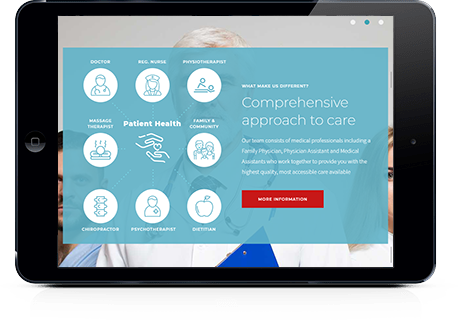 DOCTOR
REG. NURSE
PHYSIOTHERAPIST
MASSAGE
THERAPIST
Patient Health
FAMILY &
COMMUNITY
CHIROPRACTOR
PSYCHOTHERAPIST
DIETITIAN
WHAT MAKE US DIFFERENT?
Comprehensive
approach to care
Our team consists of medical professionals including a
Family Physician, Physician Assistant and Medical
Assistants who work together to provide you with the
highest quality, most accessible care available
MORE INFORMATION